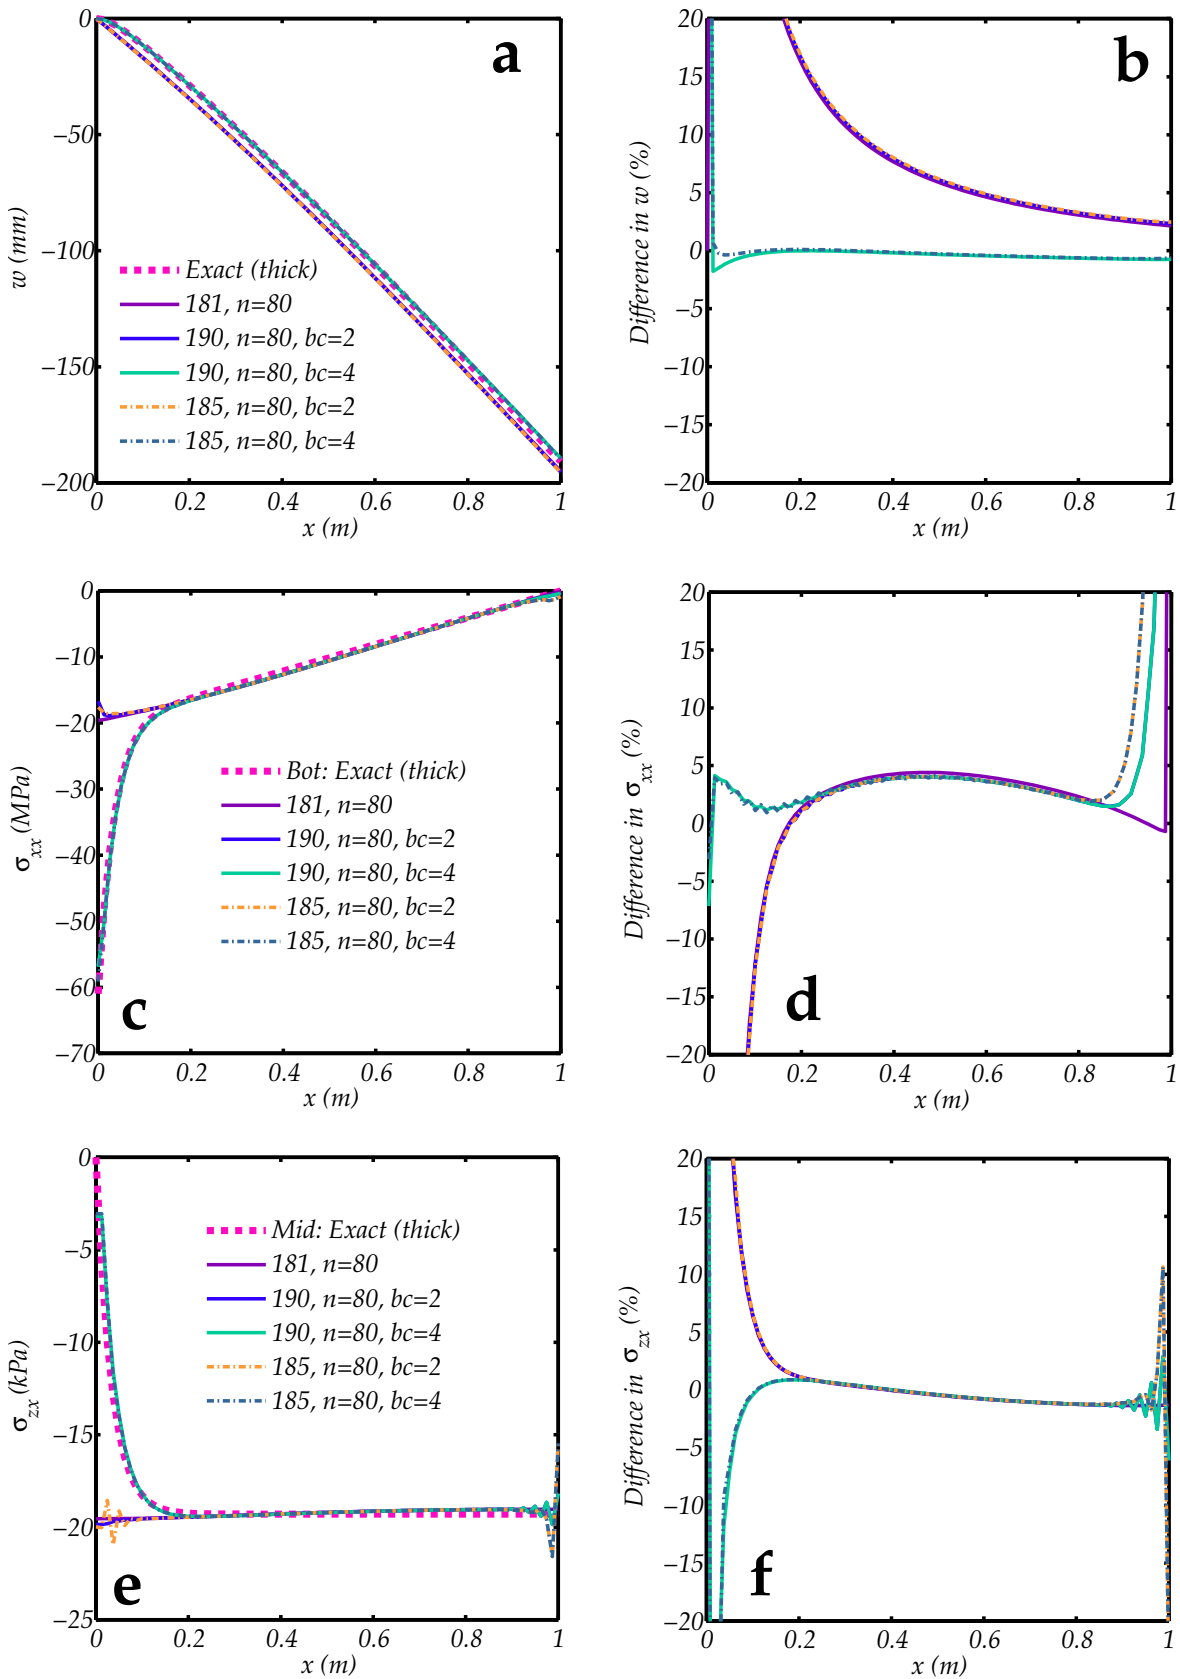 a
w (mm)
0
−50
−100
−150
−200
Exact (thick)
181, n=80
190, n=80, bc=2
190, n=80, bc=4
185, n=80, bc=2
185, n=80, bc=4
0 0.2 0.4 0.6 0.8 1
x (m)
b
Difference in w (%)
20
15
10
5
0
−5
−10
−15
−20
0 0.2 0.4 0.6 0.8 1
x (m)
c
σxx (MPa)
0
−10
−20
−30
−40
−50
−60
−70
Bot: Exact (thick)
181, n=80
190, n=80, bc=2
190, n=80, bc=4
185, n=80, bc=2
185, n=80, bc=4
0 0.2 0.4 0.6 0.8 1
x (m)
d
Difference in σxx (%)
20
15
10
5
0
−5
−10
−15
−20
0 0.2 0.4 0.6 0.8 1
x (m)
e
σzx (kPa)
0
−5
−10
−15
−20
−25
Mid: Exact (thick)
181, n=80
190, n=80, bc=2
190, n=80, bc=4
185, n=80, bc=2
185, n=80, bc=4
0 0.2 0.4 0.6 0.8 1
x (m)
f
Difference in σzx (%)
20
15
10
5
0
−5
−10
−15
−20
0 0.2 0.4 0.6 0.8 1
x (m)